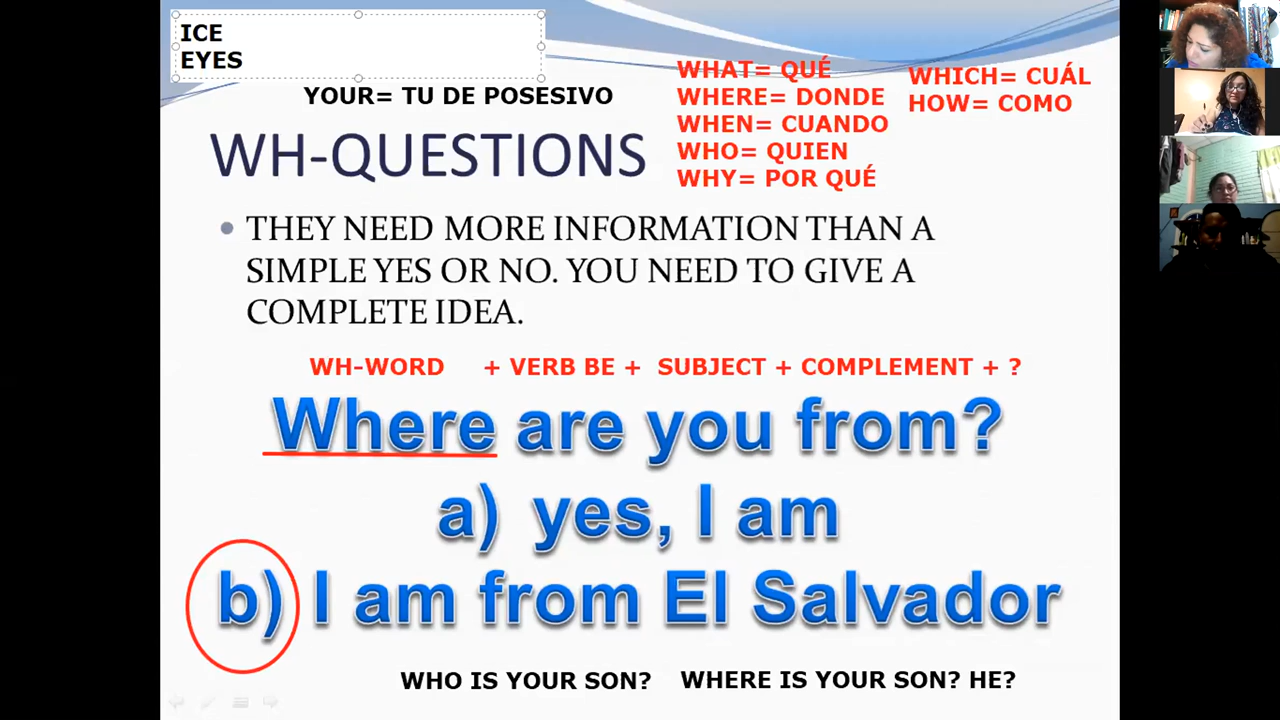 ICE
EYES
YOUR= TU DE POSESIVO
WH-QUESTIONS
WHAT= QUÉ
WHERE= DONDE
WHEN= CUANDO
WHO= QUIEN
WHY= POR QUÉ
WHICH= CUÁL
HOW= COMO
• THEY NEED MORE INFORMATION THAN A
SIMPLE YES OR NO. YOU NEED TO GIVE A
COMPLETE IDEA.
WH-WORD + VERB BE + SUBJECT + COMPLEMENT + ?
Where are you from?
a) yes, I am
b) I am from El Salvador
WHO IS YOUR SON? WHERE IS YOUR SON? HE?